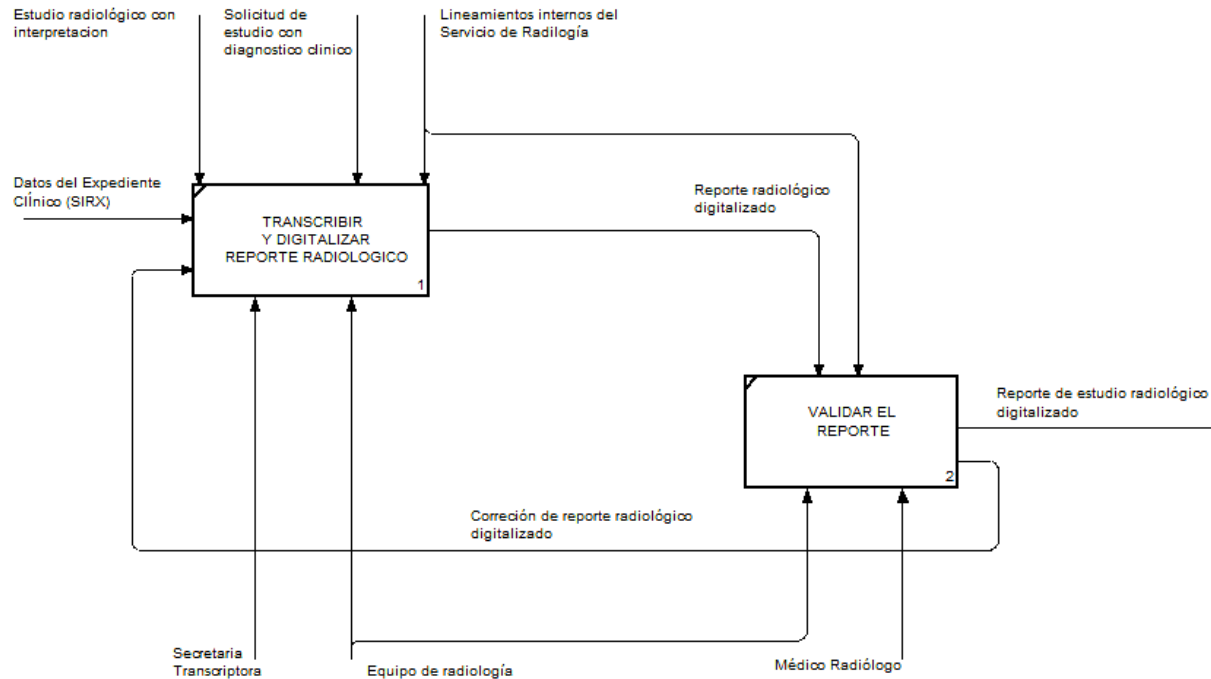 Estudio radiológico con
interpretacion
Solicitud de
estudio con
diagnostico clinico
Lineamientos internos del
Servicio de Radilogía
Datos del Expediente
Clínico (SIRX)
TRANSCRIBIR
Y DIGITALIZAR
REPORTE RADIOLOGICO
1
Reporte radiológico
digitalizado
VALIDAR EL
REPORTE
2
Reporte de estudio radiológico
digitalizado
Correción de reporte radiológico
digitalizado
Secretaria
Transcriptora
Equipo de radiología
Médico Radiólogo